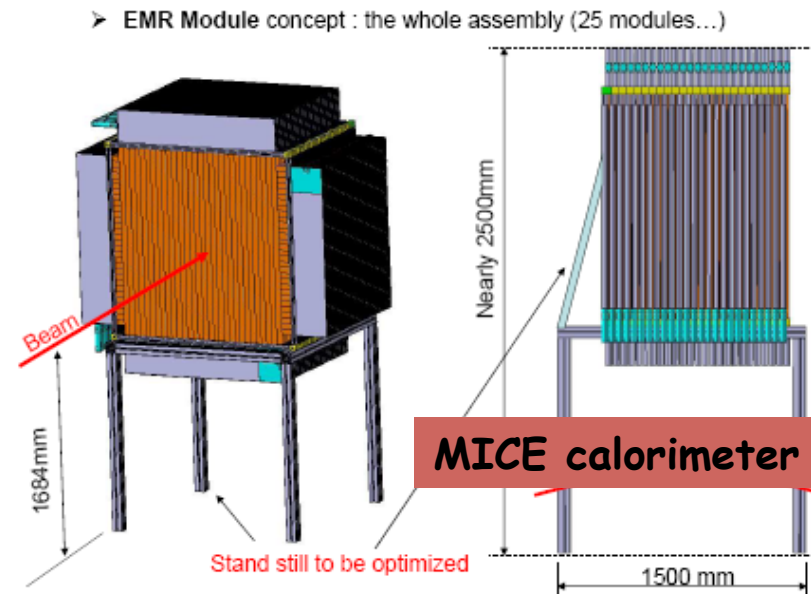 ➤ EMR Module concept : the whole assembly (25 modules...)
Nearly 2500mm
Beam
1684mm
MICE calorimeter
Stand still to be optimized
1500 mm